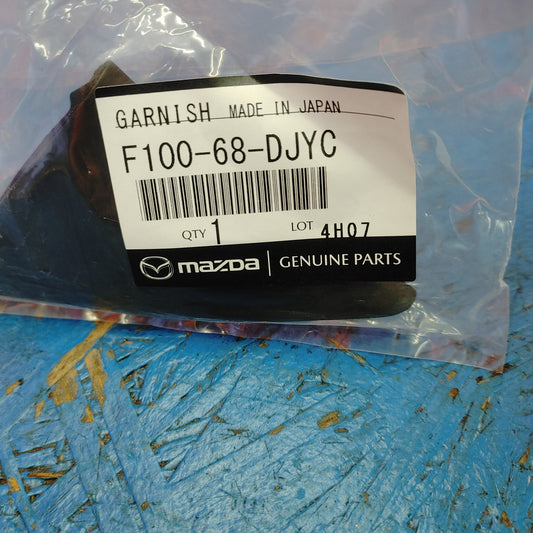 GARNISH MADE IN JAPAN
F100-68-DJYC
QTY 1 LOT 4H07
mazda GENUINE PARTS